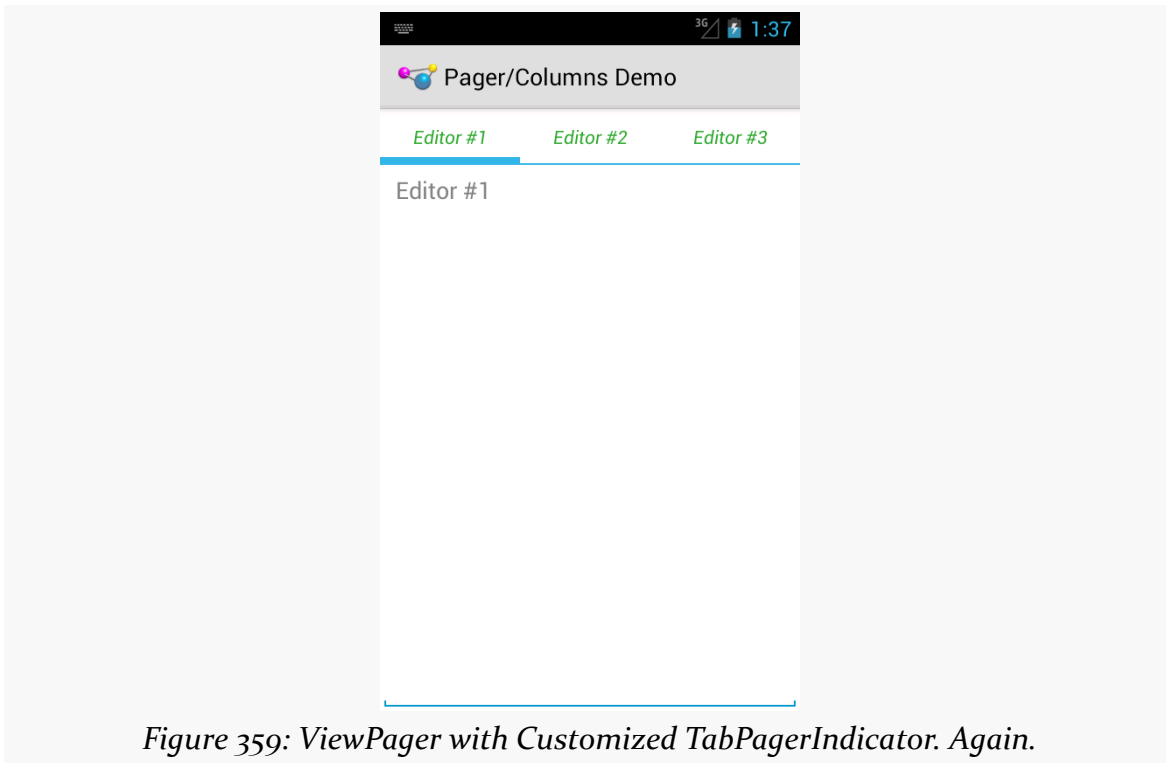 3G 1:37
Pager/Columns Demo
Editor #1 Editor #2 Editor #3
Editor #1
Figure 359: ViewPager with Customized TabPagerIndicator. Again.